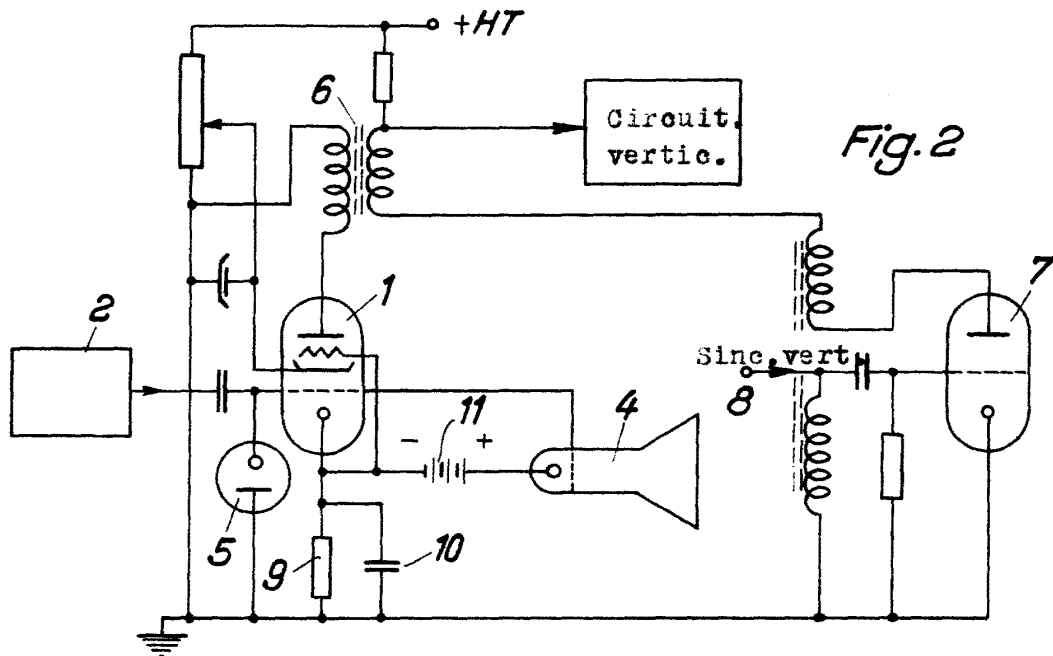 +HT
6
Circuit.
vertic.
Fig. 2
1
7
2
Sinc. vert.
8
11
4
- +
5
9
10